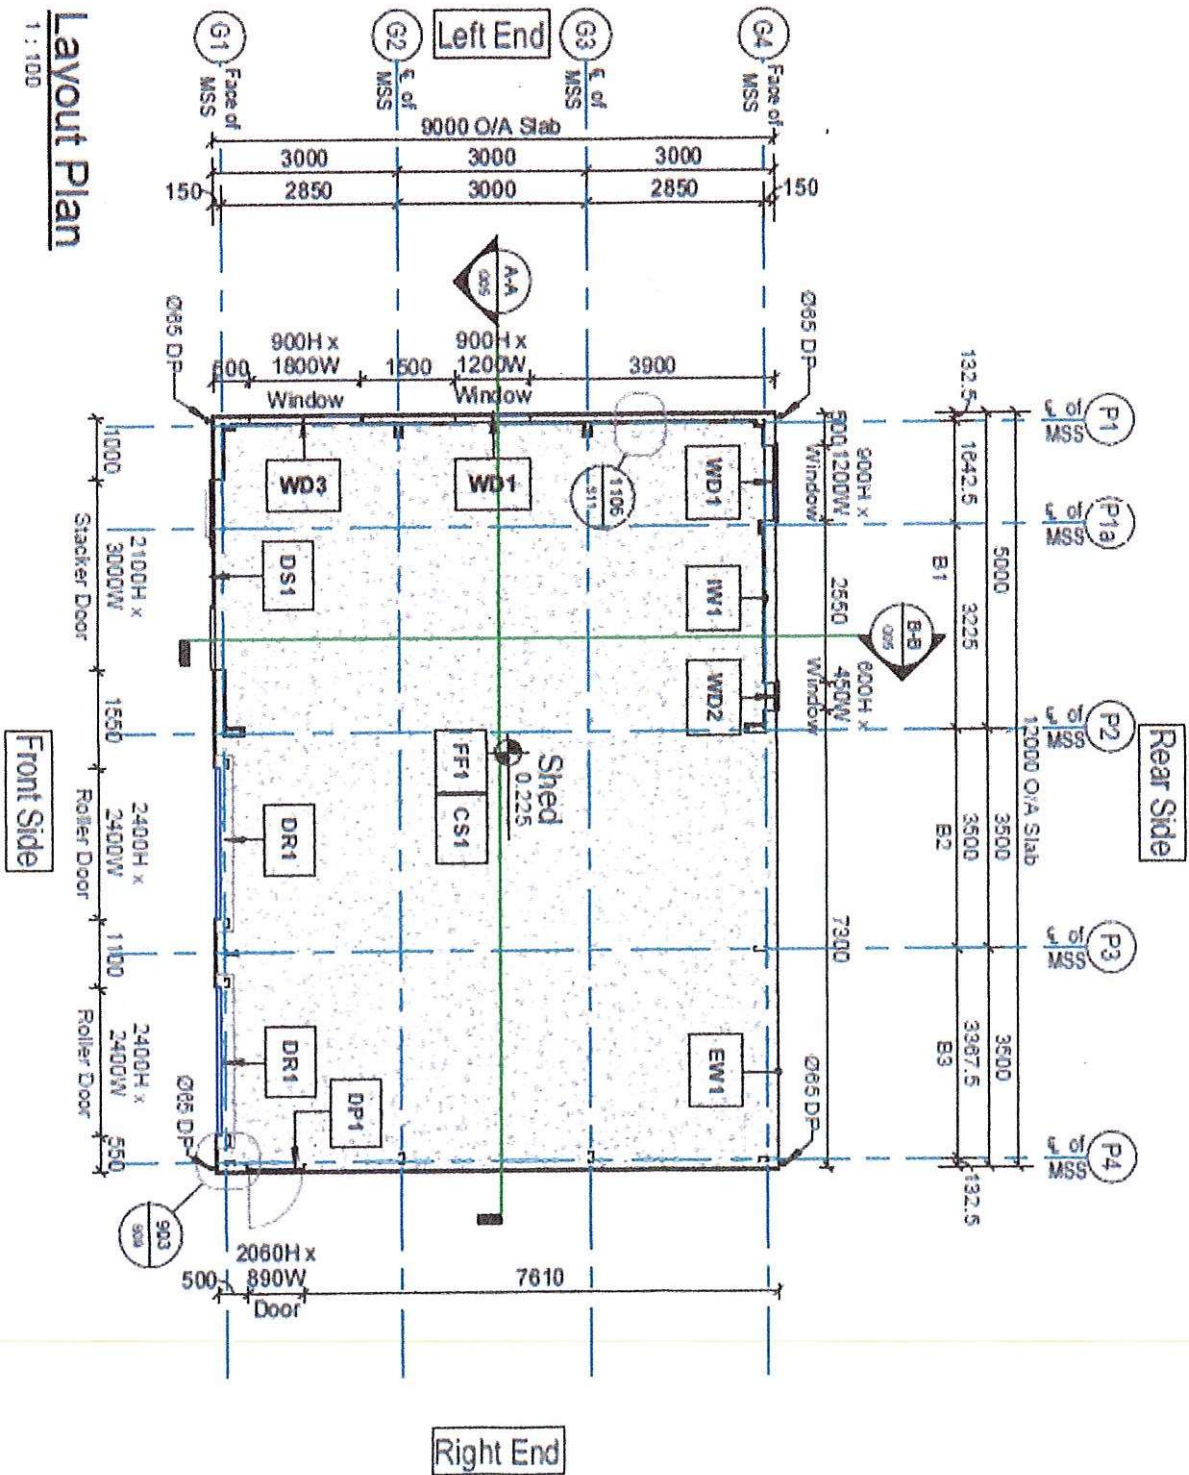 Layout Plan
1 : 100
Left End
Rear Side
Front Side
Right End
G1
Face of
MSS
G2
℄ of
MSS
G3
℄ of
MSS
G4
Face of
MSS
9000 O/A Slab
3000
3000
3000
150
2850
3000
2850
150
A-A
005
Ø65 DP
Ø65 DP
500
900H x
1800W
Window
1500
900H x
1200W
Window
3900
132.5
℄ of
MSS
P1
℄ of
MSS
(P1a)
℄ of
MSS
P2
℄ of
MSS
P3
℄ of
MSS
P4
12000 O/A Slab
5000
3500
3500
1642.5
3225
3500
3367.5
132.5
B1
B2
B3
500
900H x
1200W
Window
2550
600H x
450W
Window
7300
B-B
005
WD3
WD1
WD1
1106
911
DS1
IW1
WD2
Shed
0.225
FF1
CS1
DR1
DR1
DP1
EW1
1000
2100H x
3000W
Stacker Door
1550
2400H x
2400W
Roller Door
1100
2400H x
2400W
Roller Door
550
Ø65 DP
Ø65 DP
903
500
2060H x
890W
Door
7610